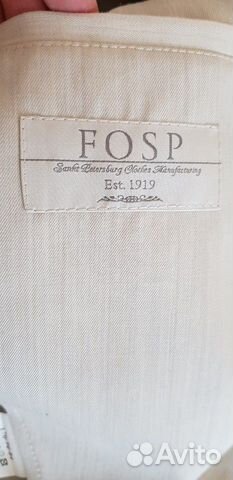 FOSP
Sankt Petersburg Clothes Manufacturing
Est. 1919
Avito